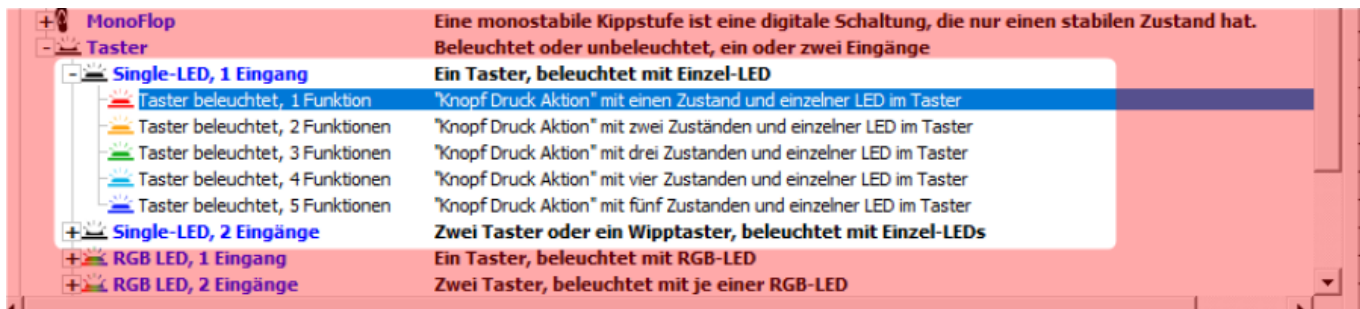 MonoFlop Eine monostabile Kippstufe ist eine digitale Schaltung, die nur einen stabilen Zustand hat.
Taster Beleuchtet oder unbeleuchtet, ein oder zwei Eingänge
Single-LED, 1 Eingang Ein Taster, beleuchtet mit Einzel-LED
Taster beleuchtet, 1 Funktion "Knopf Druck Aktion" mit einen Zustand und einzelner LED im Taster
Taster beleuchtet, 2 Funktionen "Knopf Druck Aktion" mit zwei Zuständen und einzelner LED im Taster
Taster beleuchtet, 3 Funktionen "Knopf Druck Aktion" mit drei Zustanden und einzelner LED im Taster
Taster beleuchtet, 4 Funktionen "Knopf Druck Aktion" mit vier Zustanden und einzelner LED im Taster
Taster beleuchtet, 5 Funktionen "Knopf Druck Aktion" mit fünf Zustanden und einzelner LED im Taster
Single-LED, 2 Eingänge Zwei Taster oder ein Wipptaster, beleuchtet mit Einzel-LEDs
RGB LED, 1 Eingang Ein Taster, beleuchtet mit RGB-LED
RGB LED, 2 Eingänge Zwei Taster, beleuchtet mit je einer RGB-LED